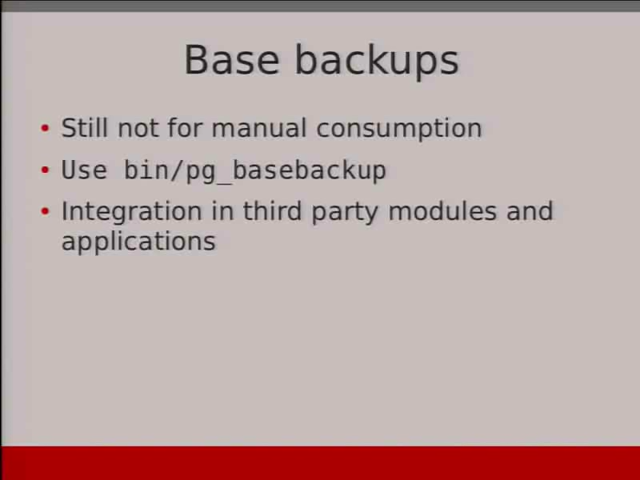 Base backups
• Still not for manual consumption
• Use bin/pg_basebackup
• Integration in third party modules and
applications